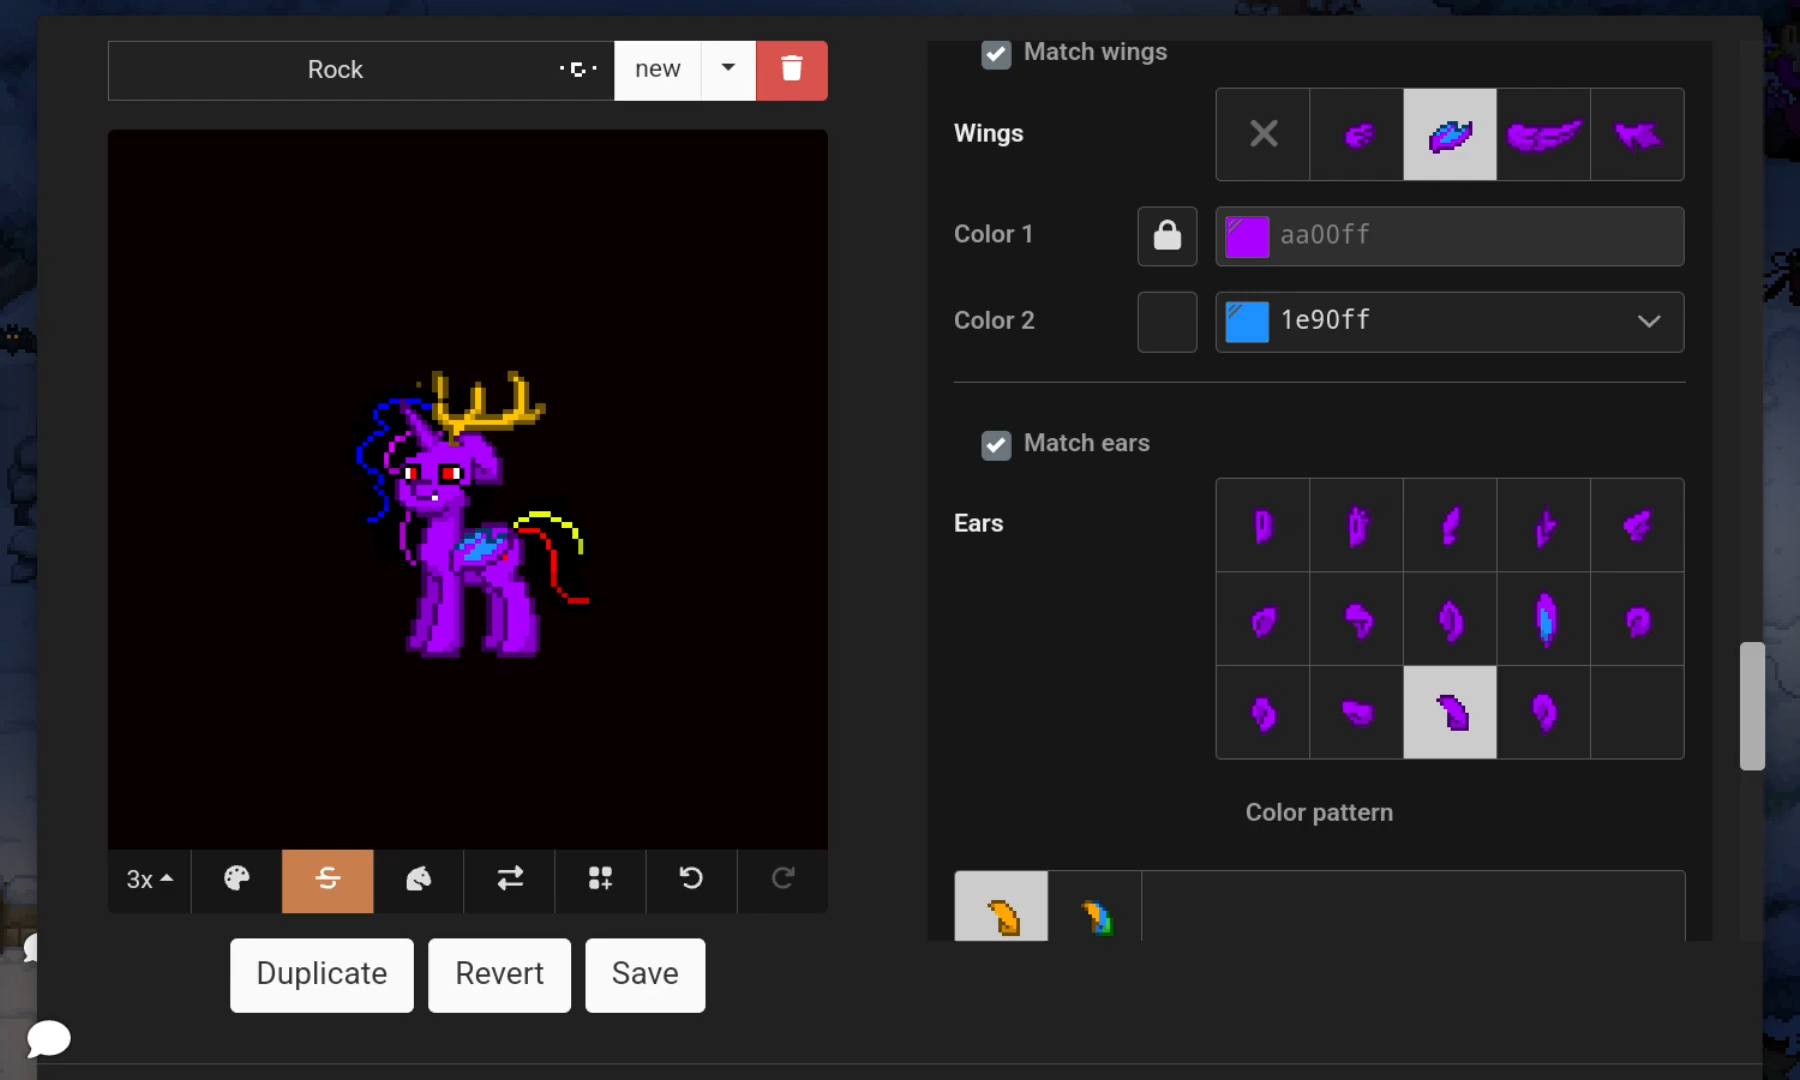 Rock
new
Match wings
Wings
Color 1
aa00ff
Color 2
1e90ff
Match ears
Ears
Color pattern
3x
Duplicate
Revert
Save